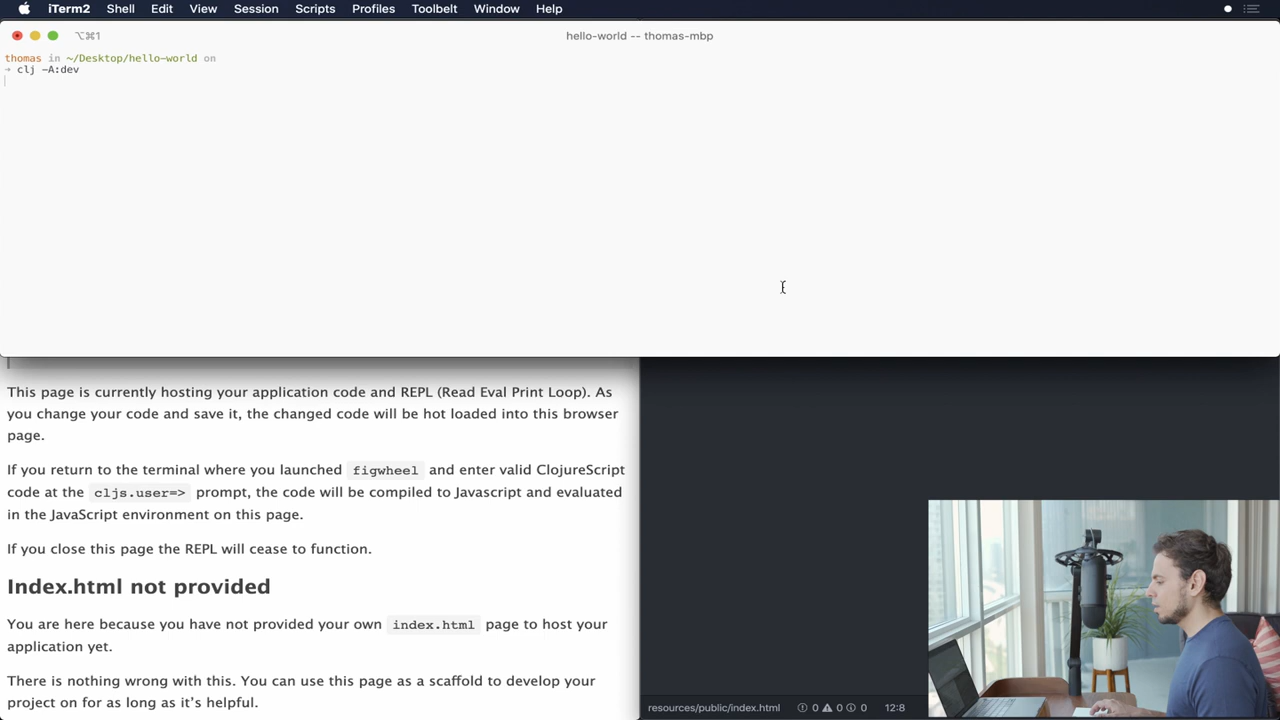 iTerm2 Shell Edit View Session Scripts Profiles Toolbelt Window Help
⌥⌘1 hello-world -- thomas-mbp
thomas in ~/Desktop/hello-world on
➜ clj -A:dev
This page is currently hosting your application code and REPL (Read Eval Print Loop). As
you change your code and save it, the changed code will be hot loaded into this browser
page.
If you return to the terminal where you launched figwheel and enter valid ClojureScript
code at the cljs.user=> prompt, the code will be compiled to Javascript and evaluated
in the JavaScript environment on this page.
If you close this page the REPL will cease to function.
Index.html not provided
You are here because you have not provided your own index.html page to host your
application yet.
There is nothing wrong with this. You can use this page as a scaffold to develop your
project on for as long as it's helpful.
resources/public/index.html 0 0 0 12:8